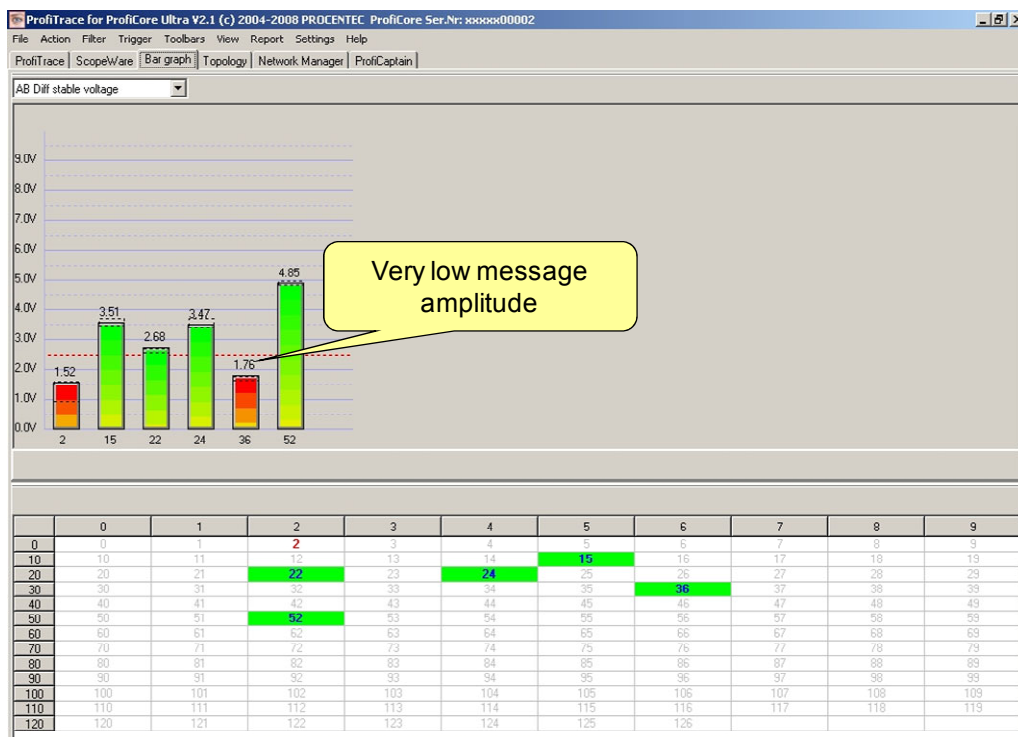 ProfiTrace for ProfiCore Ultra V2.1 (c) 2004-2008 PROCENTEC ProfiCore Ser.Nr: xxxxx00002
File Action Filter Trigger Toolbars View Report Settings Help
ProfiTrace ScopeWare Bar graph Topology Network Manager ProfiCaptain
AB Diff stable voltage
9.0V
8.0V
7.0V
6.0V
5.0V
4.0V
3.0V
2.0V
1.0V
0.0V
1.52 3.51 2.68 3.47 1.76 4.85
2 15 22 24 36 52
Very low message
amplitude
0 1 2 3 4 5 6 7 8 9
0 0 1 2 3 4 5 6 7 8 9
10 10 11 12 13 14 15 16 17 18 19
20 20 21 22 23 24 25 26 27 28 29
30 30 31 32 33 34 35 36 37 38 39
40 40 41 42 43 44 45 46 47 48 49
50 50 51 52 53 54 55 56 57 58 59
60 60 61 62 63 64 65 66 67 68 69
70 70 71 72 73 74 75 76 77 78 79
80 80 81 82 83 84 85 86 87 88 89
90 90 91 92 93 94 95 96 97 98 99
100 100 101 102 103 104 105 106 107 108 109
110 110 111 112 113 114 115 116 117 118 119
120 120 121 122 123 124 125 126